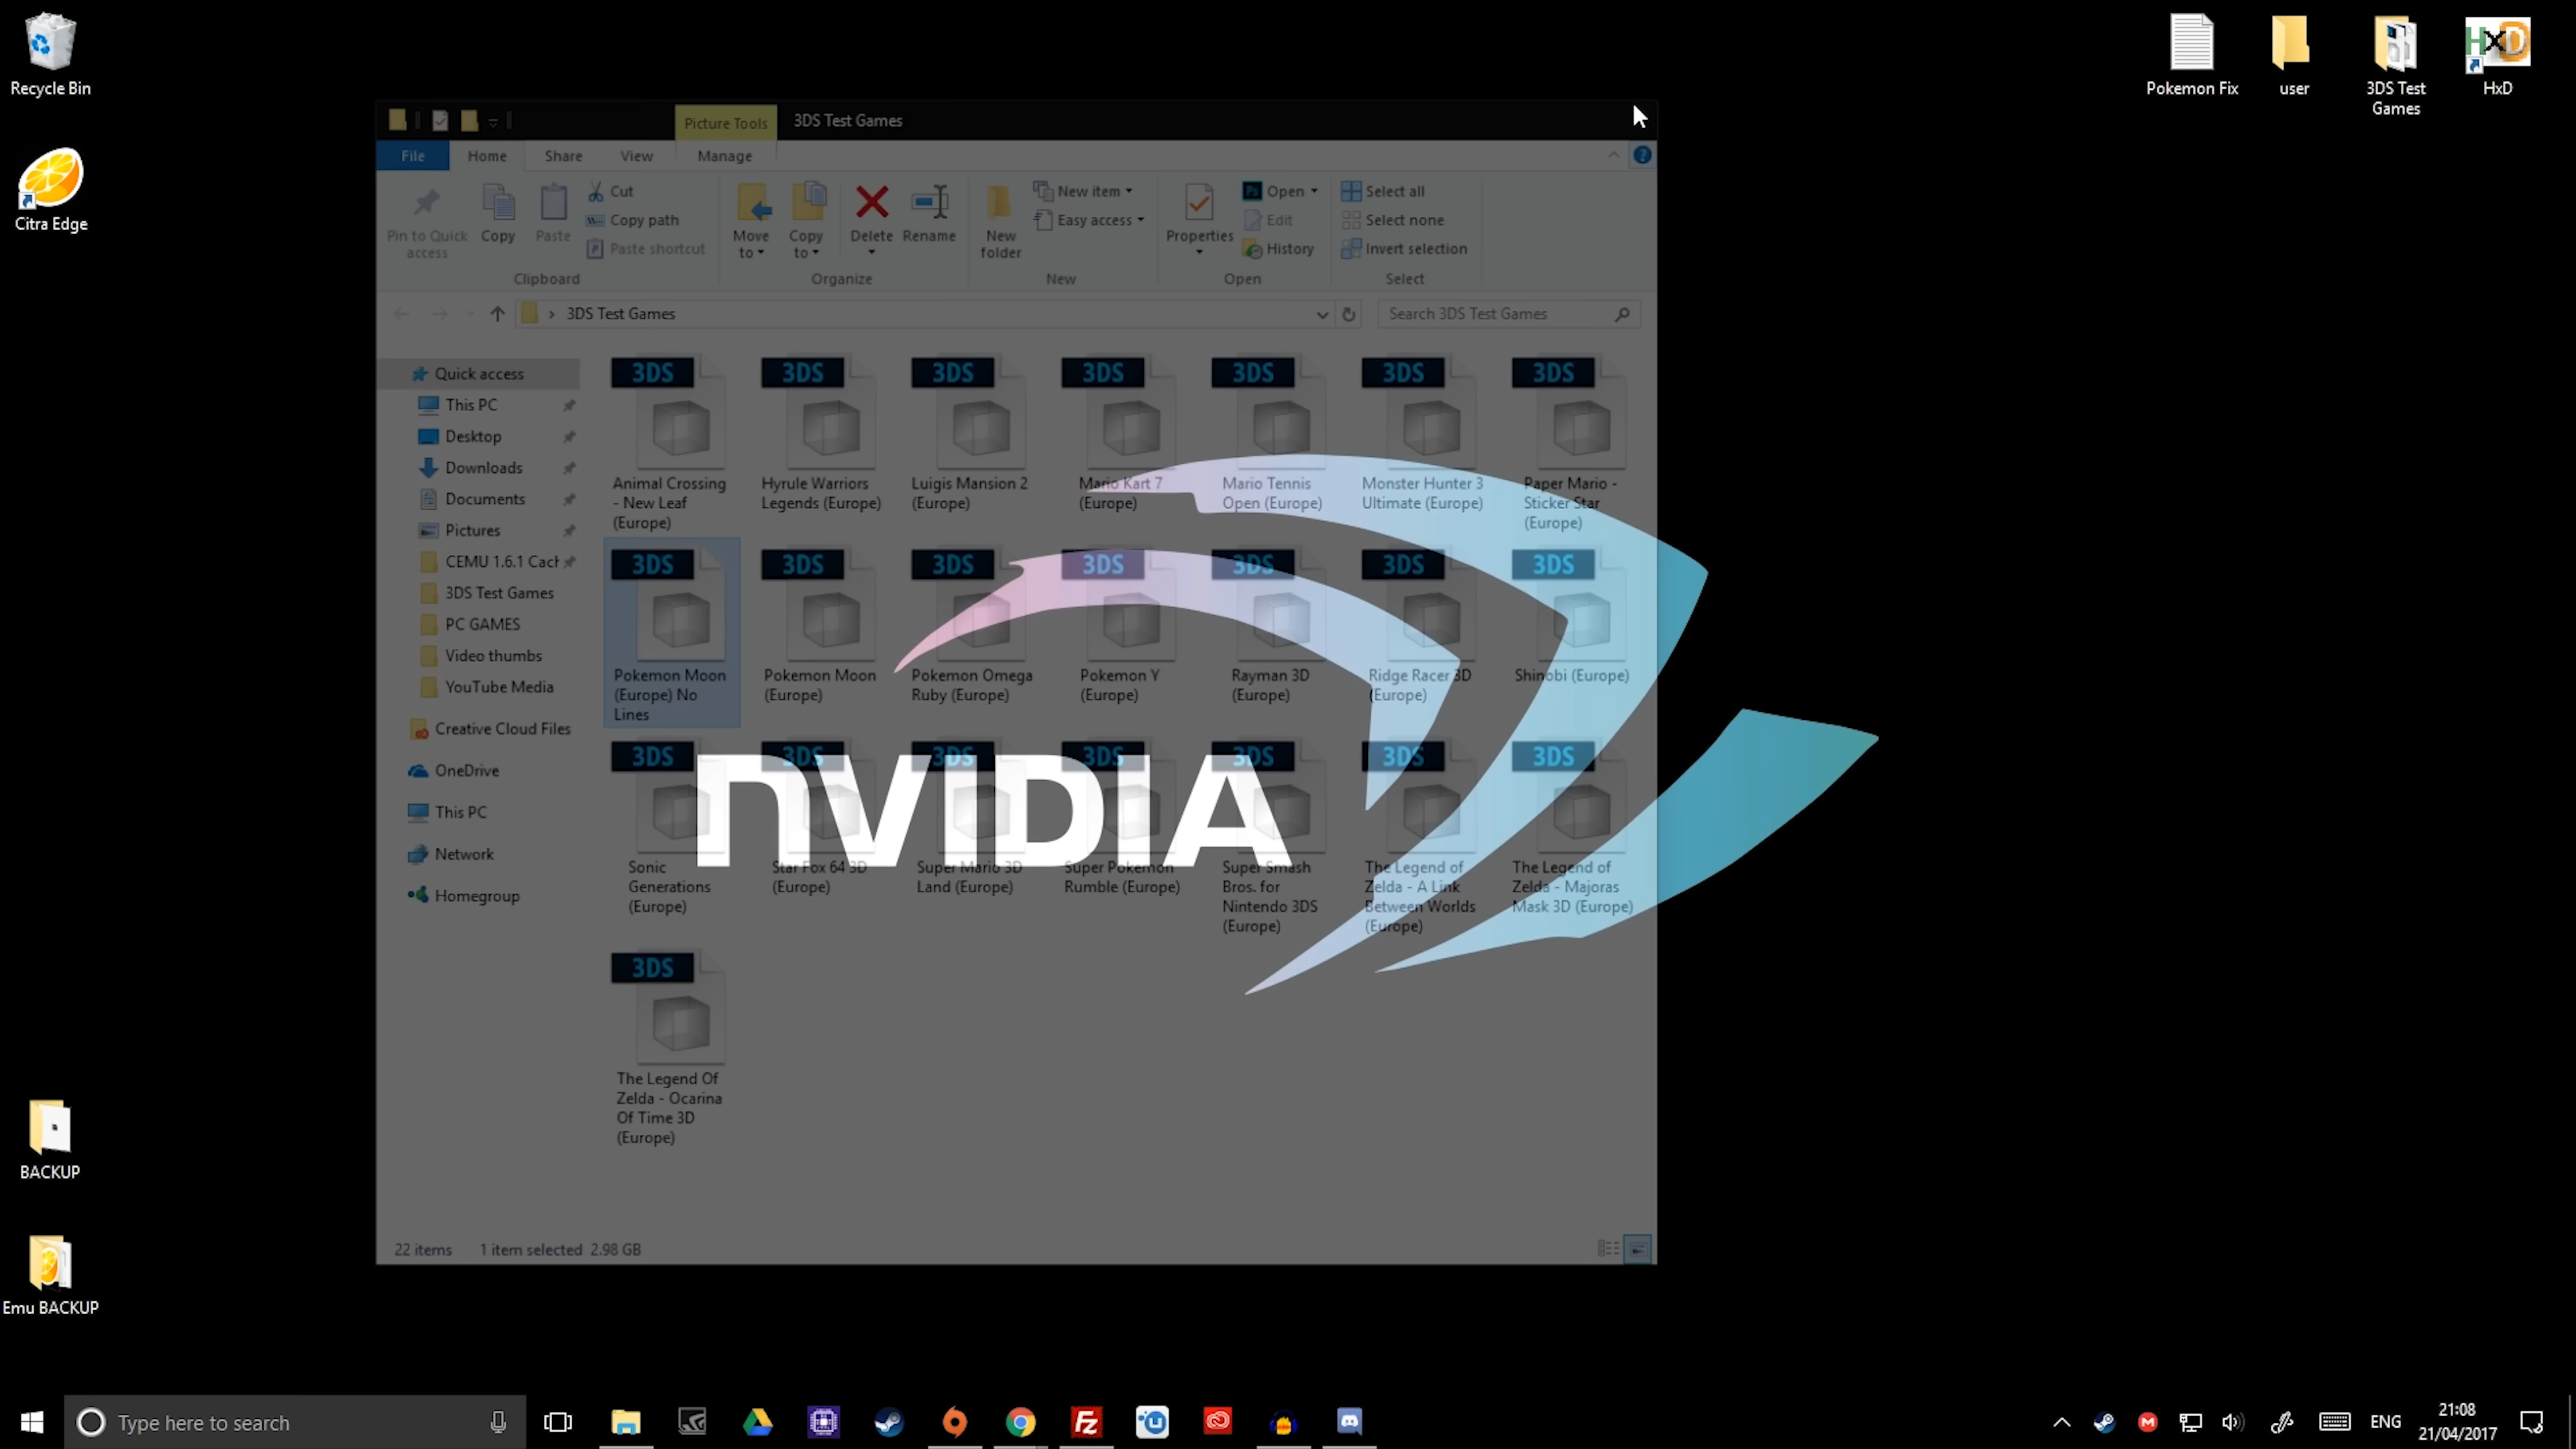 Recycle Bin
Citra Edge
BACKUP
Emu BACKUP
Pokemon Fix
user
3DS Test
Games
HxD
HxD
Picture Tools
3DS Test Games
File
Home
Share
View
Manage
Pin to Quick
access
Copy
Paste
Cut
Copy path
Paste shortcut
Clipboard
Move
to
Copy
to
Delete
Rename
Organize
New
folder
New item
Easy access
New
Properties
Ps
Open
Edit
History
Open
Select all
Select none
Invert selection
Select
3DS Test Games
Search 3DS Test Games
Quick access
This PC
Desktop
Downloads
Documents
Pictures
CEMU 1.6.1 Cach
3DS Test Games
PC GAMES
Video thumbs
YouTube Media
Creative Cloud Files
OneDrive
This PC
Network
Homegroup
3DS
Animal Crossing
- New Leaf
(Europe)
3DS
Hyrule Warriors
Legends (Europe)
3DS
Luigis Mansion 2
(Europe)
3DS
Mario Kart 7
(Europe)
3DS
Mario Tennis
Open (Europe)
3DS
Monster Hunter 3
Ultimate (Europe)
3DS
Paper Mario -
Sticker Star
(Europe)
3DS
Pokemon Moon
(Europe) No
Lines
3DS
Pokemon Moon
(Europe)
3DS
Pokemon Omega
Ruby (Europe)
3DS
Pokemon Y
(Europe)
3DS
Rayman 3D
(Europe)
3DS
Ridge Racer 3D
(Europe)
3DS
Shinobi (Europe)
3DS
Sonic
Generations
(Europe)
3DS
Star Fox 64 3D
(Europe)
3DS
Super Mario 3D
Land (Europe)
3DS
Super Pokemon
Rumble (Europe)
3DS
Super Smash
Bros. for
Nintendo 3DS
(Europe)
3DS
The Legend of
Zelda - A Link
Between Worlds
(Europe)
3DS
The Legend of
Zelda - Majoras
Mask 3D (Europe)
3DS
The Legend Of
Zelda - Ocarina
Of Time 3D
(Europe)
NVIDIA
22 items
1 item selected 2.98 GB
Type here to search
Fz
ENG
21:08
21/04/2017